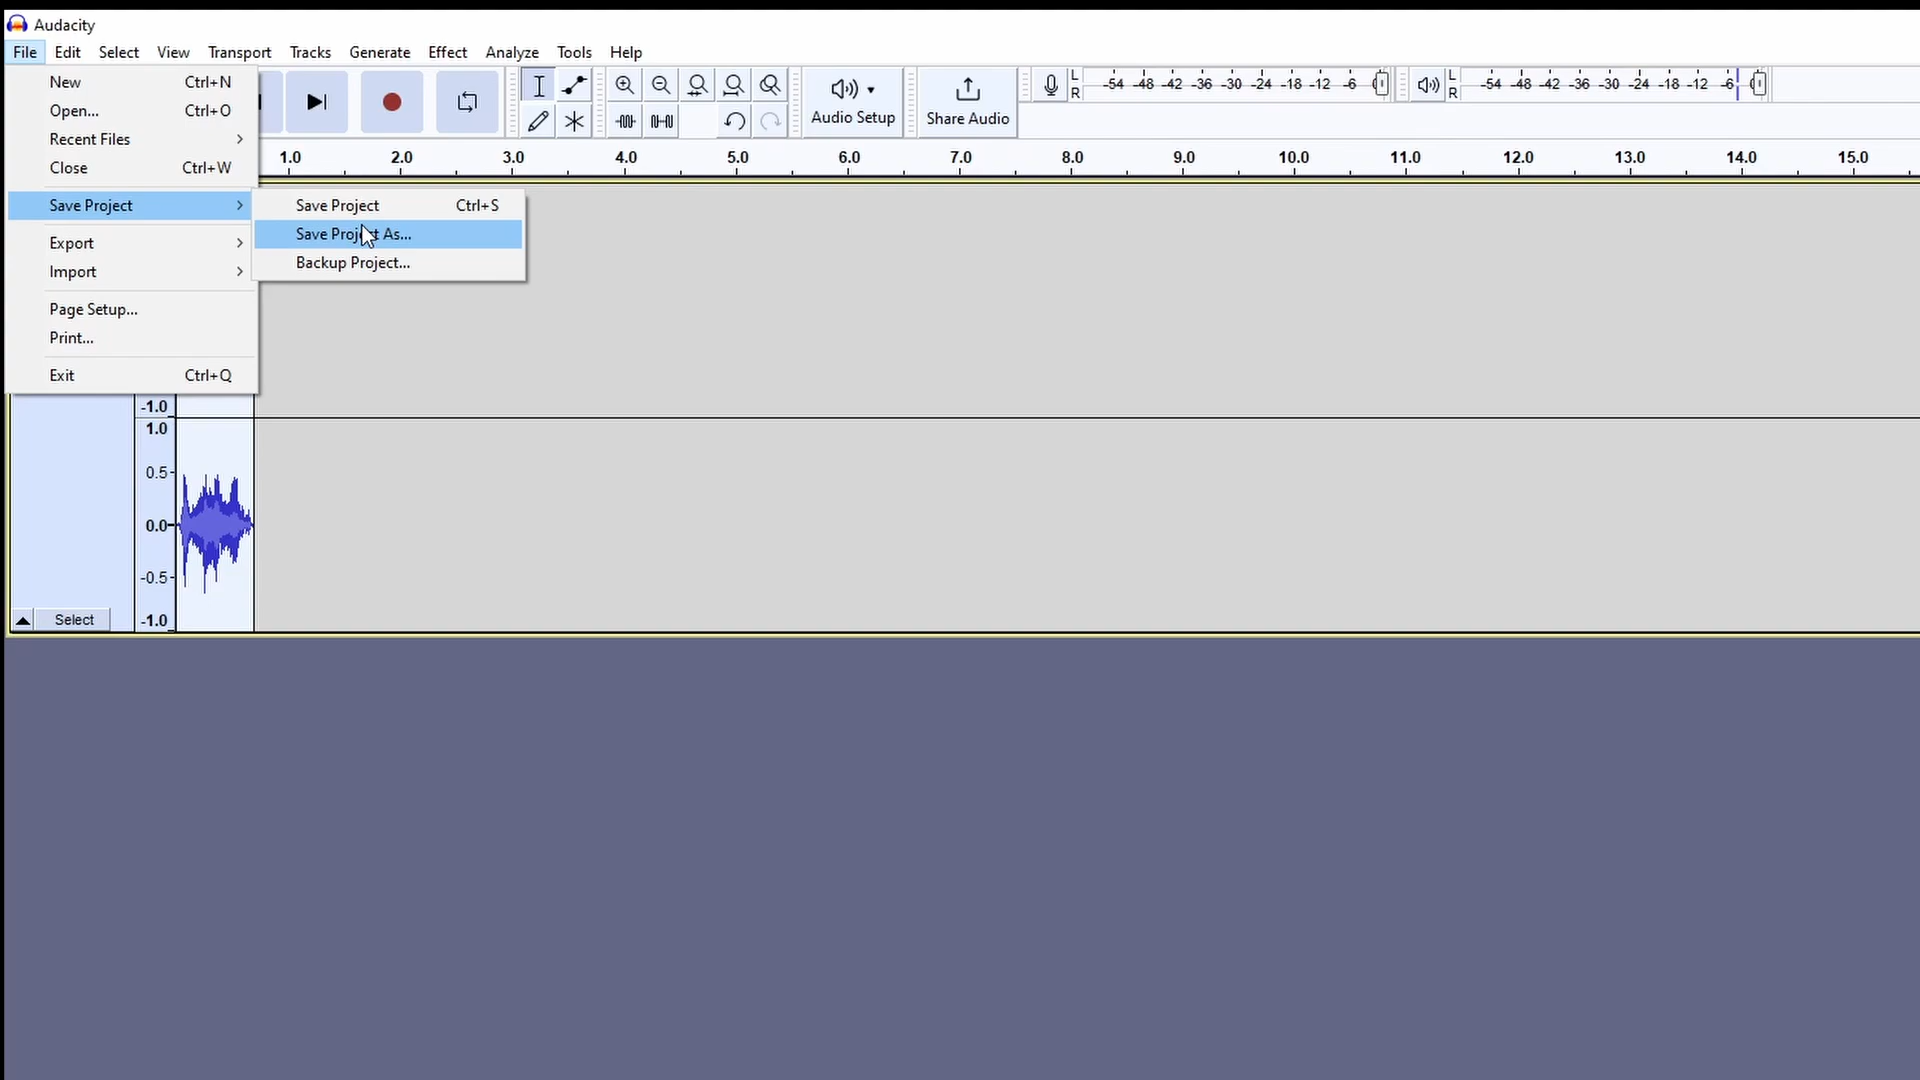 Audacity
File Edit Select View Transport Tracks Generate Effect Analyze Tools Help
New Ctrl+N
Open... Ctrl+O
Recent Files
Close Ctrl+W
Save Project
Export
Import
Page Setup...
Print...
Exit Ctrl+Q
Save Project Ctrl+S
Save Project As...
Backup Project...
Audio Setup
Share Audio
L
R
-54 -48 -42 -36 -30 -24 -18 -12 -6
L
R
-54 -48 -42 -36 -30 -24 -18 -12 -6
1.0 2.0 3.0 4.0 5.0 6.0 7.0 8.0 9.0 10.0 11.0 12.0 13.0 14.0 15.0
-1.0
1.0
0.5
0.0
-0.5
-1.0
Select